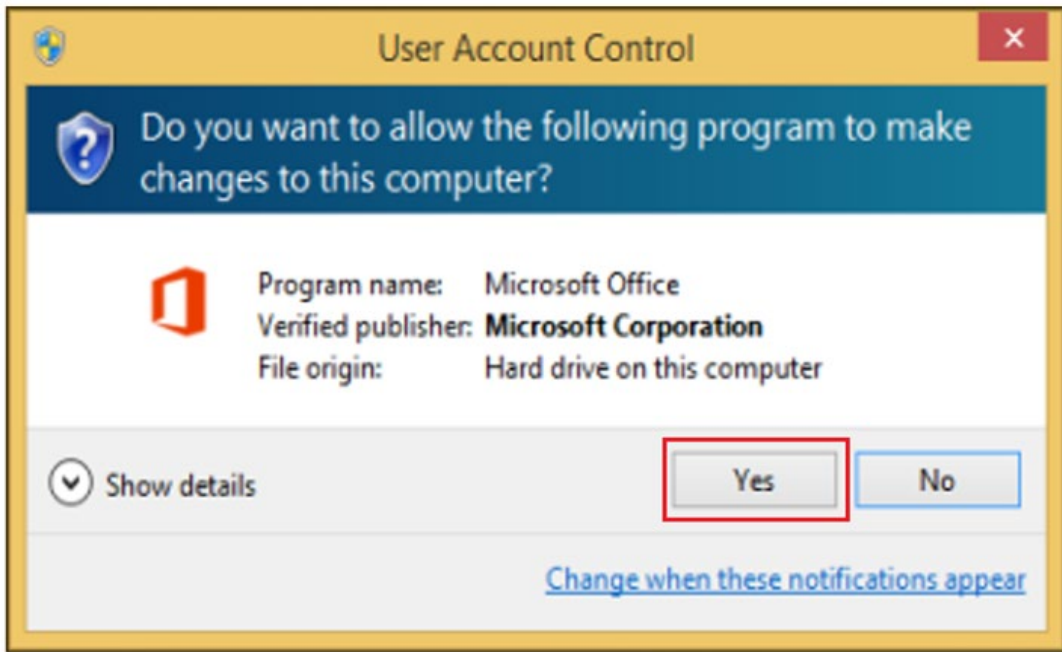 User Account Control
Do you want to allow the following program to make
changes to this computer?
Program name: Microsoft Office
Verified publisher: Microsoft Corporation
File origin: Hard drive on this computer
Show details
Yes
No
Change when these notifications appear